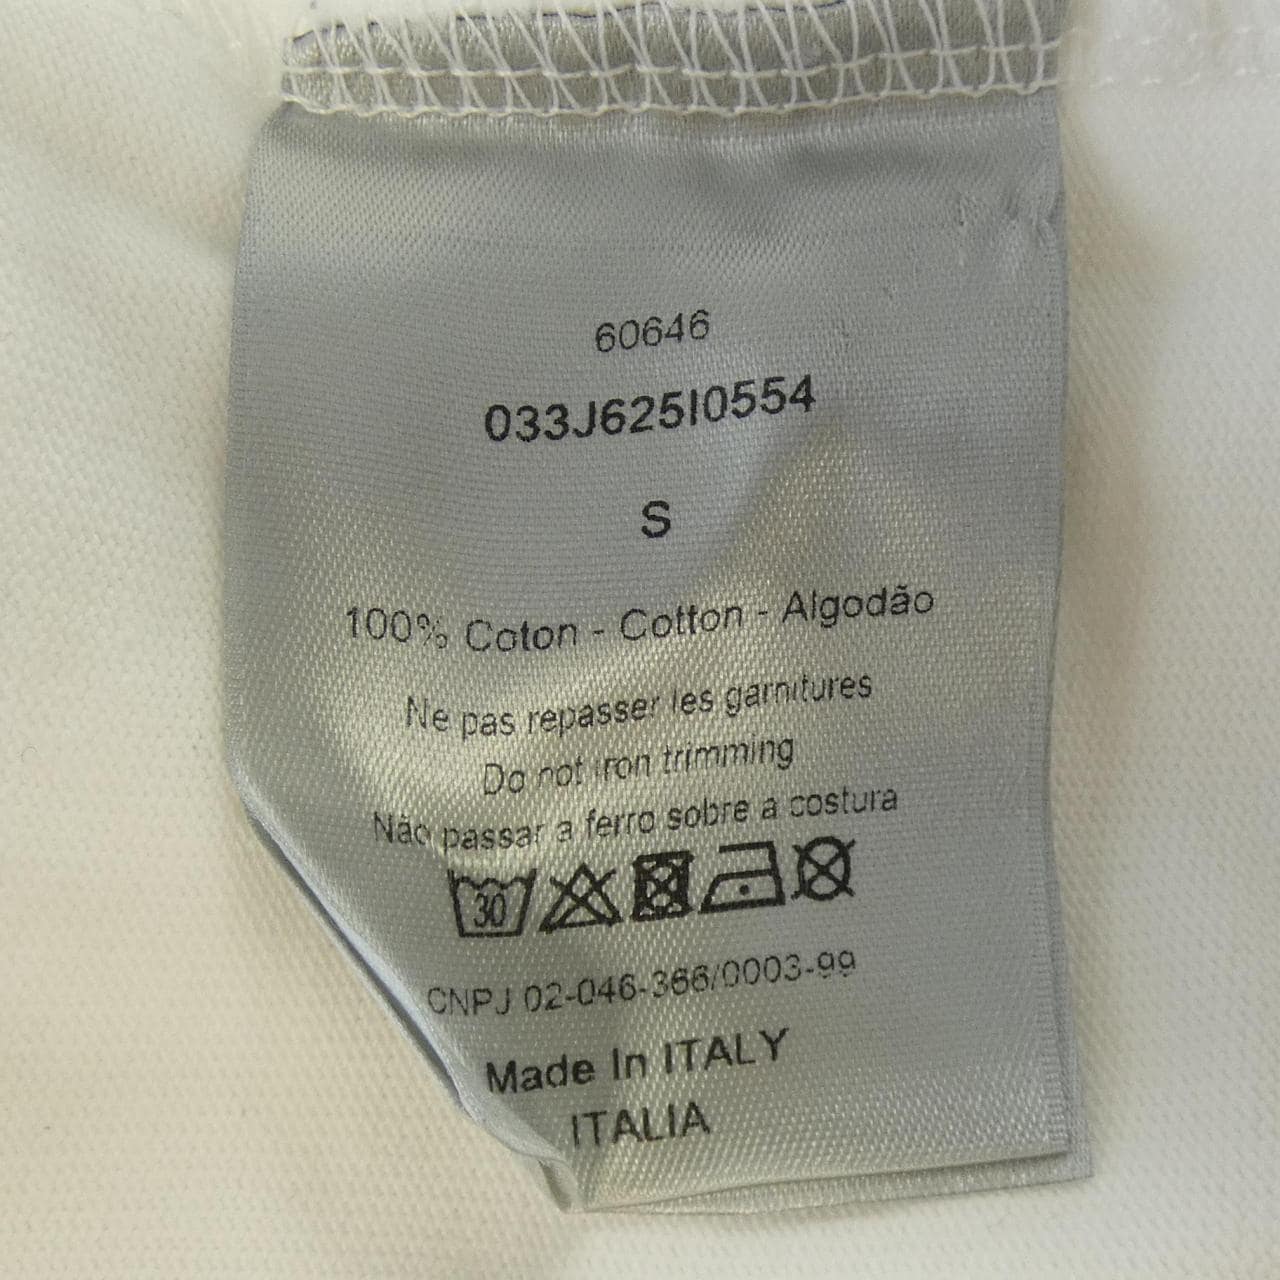 60646
033J625I0554
S
100% Coton - Cotton - Algodão
Ne pas repasser les garnitures
Do not iron trimming
Não passar a ferro sobre a costura
30
CNPJ 02-046-366/0003-99
Made In ITALY
ITALIA